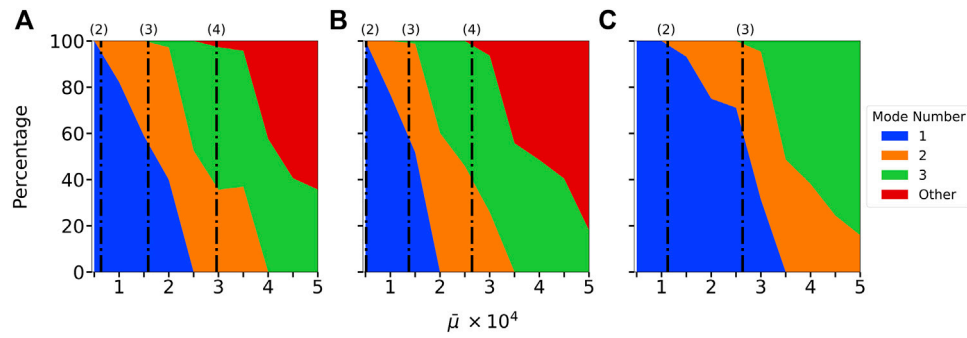 A
(2) (3) (4)
B
(2) (3) (4)
C
(2) (3)
100
80
60
40
20
0
Percentage
1 2 3 4 5
1 2 3 4 5
1 2 3 4 5
μ̄ × 10⁴
Mode Number
1
2
3
Other